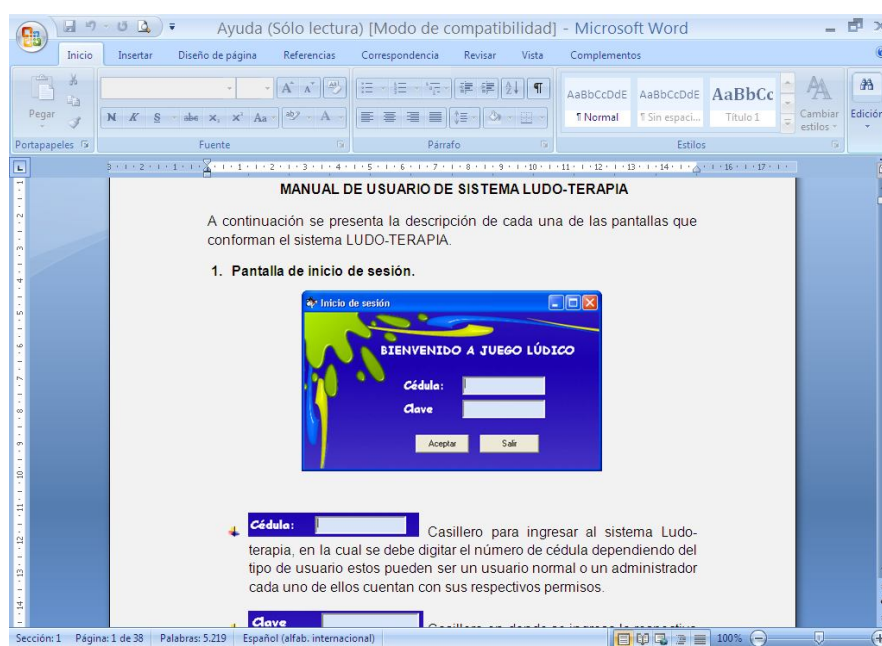 Ayuda (Sólo lectura) [Modo de compatibilidad] - Microsoft Word
Inicio Insertar Diseño de página Referencias Correspondencia Revisar Vista Complementos
Pegar
N K S abe x₂ x² Aa
AaBbCcDdE AaBbCcDdE AaBbCc
¶ Normal ¶ Sin espaci... Título 1
Cambiar estilos
Edición
Portapapeles Fuente Párrafo Estilos
MANUAL DE USUARIO DE SISTEMA LUDO-TERAPIA
A continuación se presenta la descripción de cada una de las pantallas que
conforman el sistema LUDO-TERAPIA.
1. Pantalla de inicio de sesión.
Inicio de sesión
BIENVENIDO A JUEGO LÚDICO
Cédula:
Clave
Aceptar Salir
Cédula: Casillero para ingresar al sistema Ludo-
terapia, en la cual se debe digitar el número de cédula dependiendo del
tipo de usuario estos pueden ser un usuario normal o un administrador
cada uno de ellos cuentan con sus respectivos permisos.
Clave
Sección: 1 Página: 1 de 38 Palabras: 5.219 Español (alfab. internacional) 100%